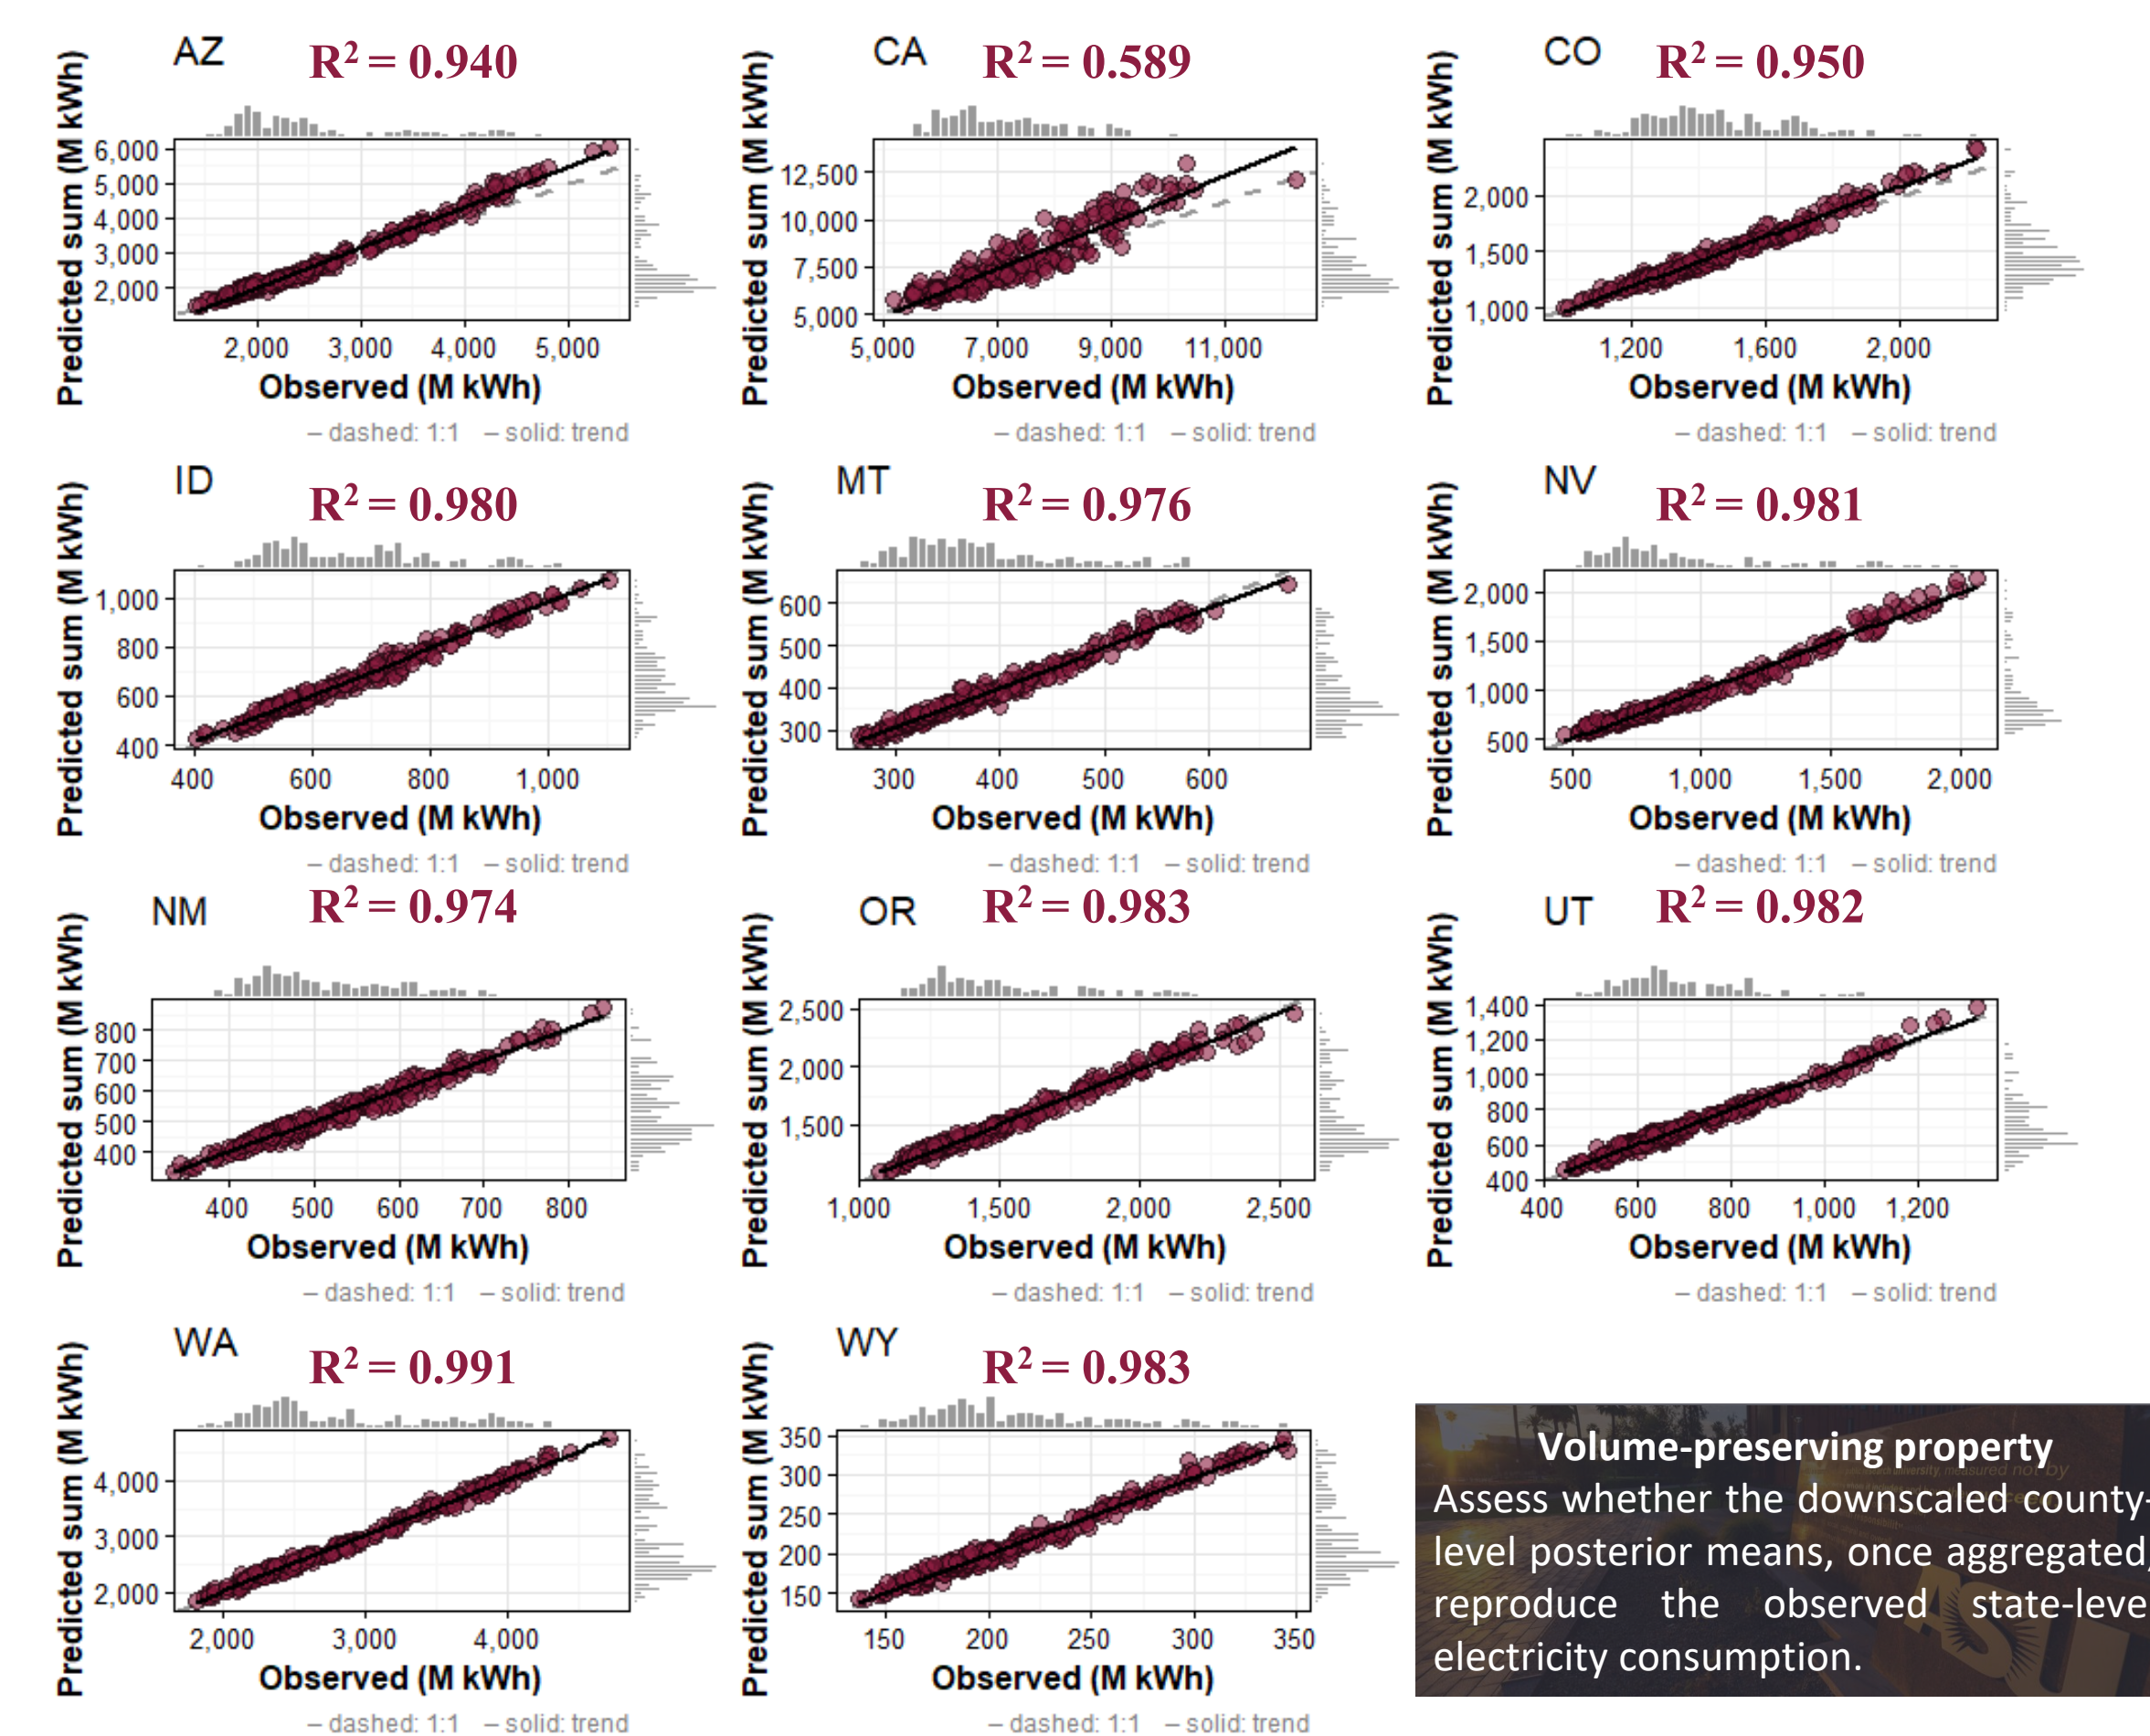 AZ R² = 0.940
Predicted sum (M kWh)
6,000
5,000
4,000
3,000
2,000
2,000 3,000 4,000 5,000
Observed (M kWh)
– dashed: 1:1 – solid: trend
CA R² = 0.589
Predicted sum (M kWh)
12,500
10,000
7,500
5,000
5,000 7,000 9,000 11,000
Observed (M kWh)
– dashed: 1:1 – solid: trend
CO R² = 0.950
Predicted sum (M kWh)
2,000
1,500
1,000
1,200 1,600 2,000
Observed (M kWh)
– dashed: 1:1 – solid: trend
ID R² = 0.980
Predicted sum (M kWh)
1,000
800
600
400
400 600 800 1,000
Observed (M kWh)
– dashed: 1:1 – solid: trend
MT R² = 0.976
Predicted sum (M kWh)
600
500
400
300
300 400 500 600
Observed (M kWh)
– dashed: 1:1 – solid: trend
NV R² = 0.981
Predicted sum (M kWh)
2,000
1,500
1,000
500
500 1,000 1,500 2,000
Observed (M kWh)
– dashed: 1:1 – solid: trend
NM R² = 0.974
Predicted sum (M kWh)
800
700
600
500
400
400 500 600 700 800
Observed (M kWh)
– dashed: 1:1 – solid: trend
OR R² = 0.983
Predicted sum (M kWh)
2,500
2,000
1,500
1,000 1,500 2,000 2,500
Observed (M kWh)
– dashed: 1:1 – solid: trend
UT R² = 0.982
Predicted sum (M kWh)
1,400
1,200
1,000
800
600
400
400 600 800 1,000 1,200
Observed (M kWh)
– dashed: 1:1 – solid: trend
WA R² = 0.991
Predicted sum (M kWh)
4,000
3,000
2,000
2,000 3,000 4,000
Observed (M kWh)
– dashed: 1:1 – solid: trend
WY R² = 0.983
Predicted sum (M kWh)
350
300
250
200
150
150 200 250 300 350
Observed (M kWh)
– dashed: 1:1 – solid: trend
Volume-preserving property
Assess whether the downscaled county-
level posterior means, once aggregated,
reproduce the observed state-leve
electricity consumption.
university, measured not by
ASU